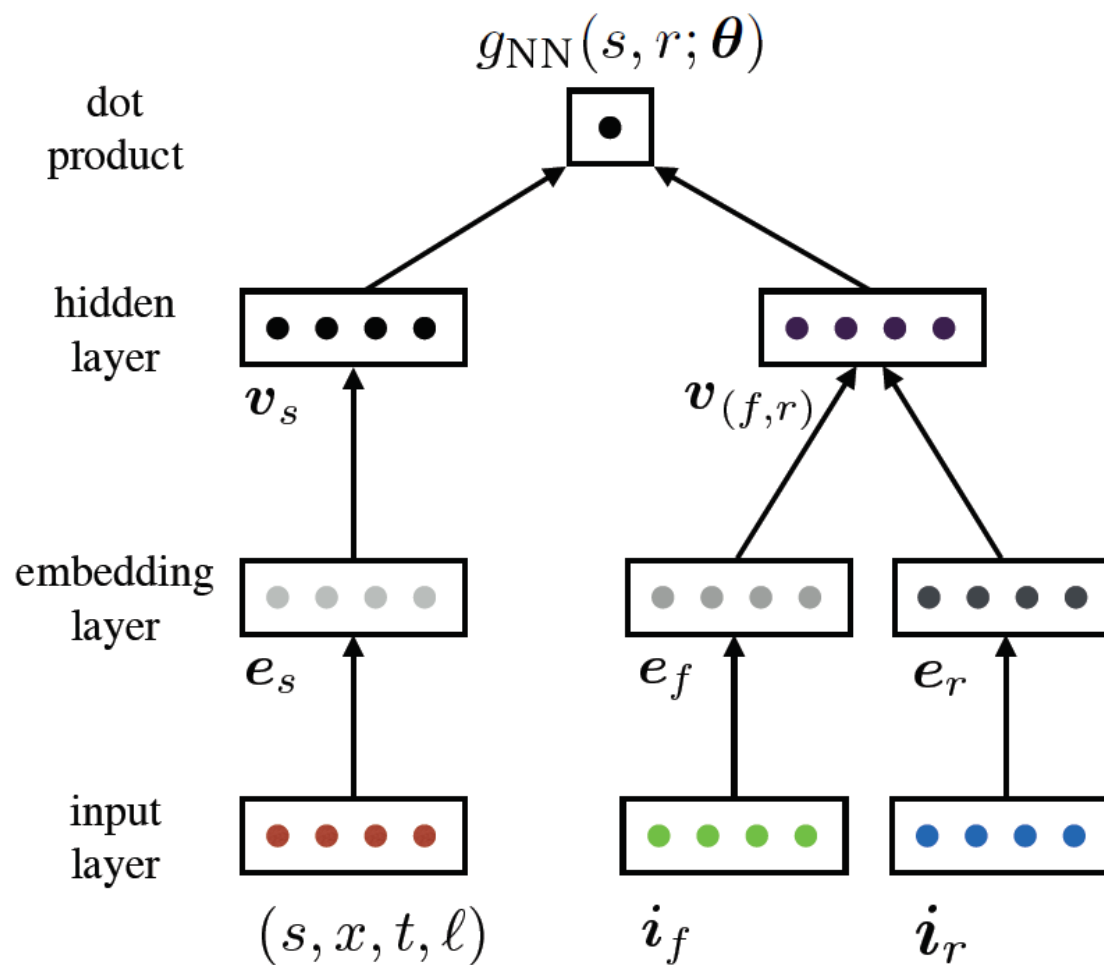 g_NN(s, r; θ)
dot
product
hidden
layer
v_s
v_(f,r)
embedding
layer
e_s
e_f
e_r
input
layer
(s, x, t, ℓ)
i_f
i_r